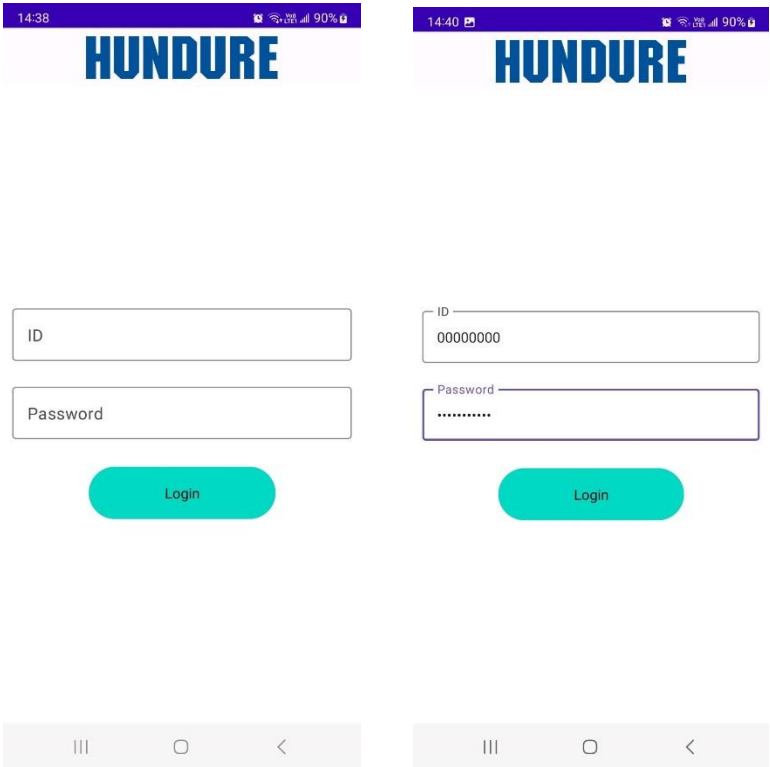 14:38
90%
HUNDURE
ID
Password
Login
14:40
90%
HUNDURE
ID
00000000
Password
•••••••••••
Login